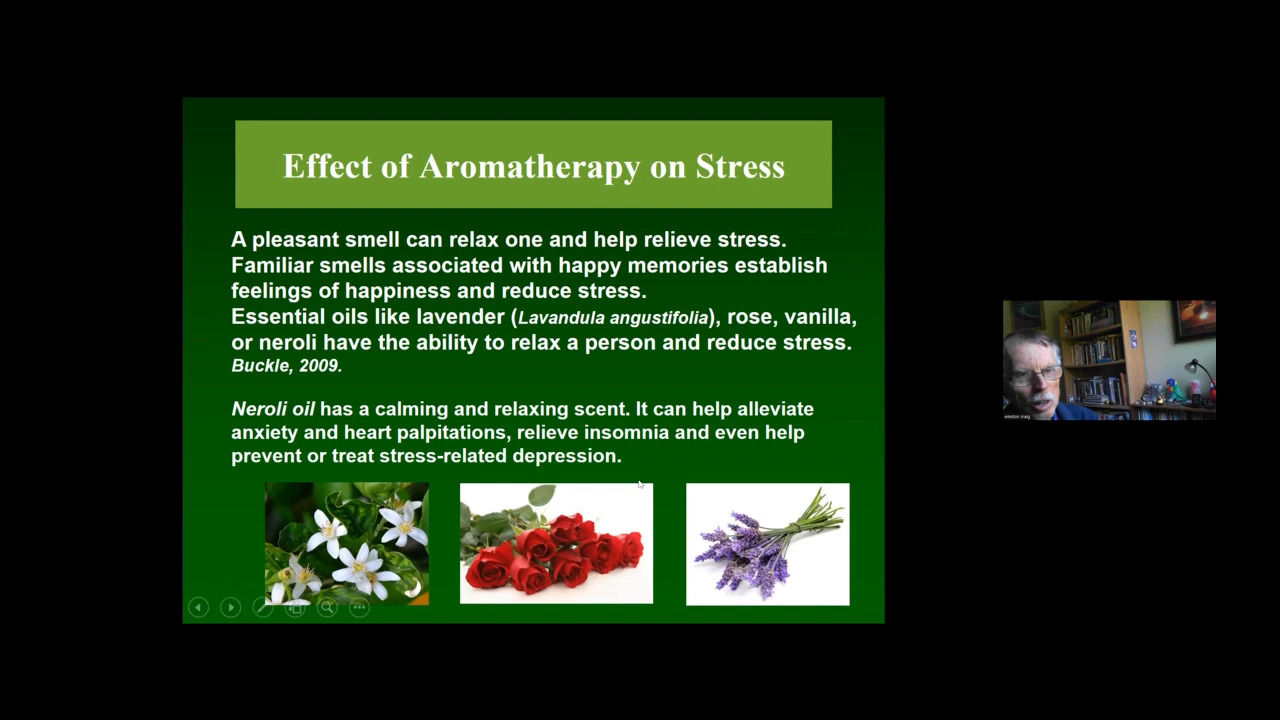 Effect of Aromatherapy on Stress
A pleasant smell can relax one and help relieve stress.
Familiar smells associated with happy memories establish
feelings of happiness and reduce stress.
Essential oils like lavender (Lavandula angustifolia), rose, vanilla,
or neroli have the ability to relax a person and reduce stress.
Buckle, 2009.
Neroli oil has a calming and relaxing scent. It can help alleviate
anxiety and heart palpitations, relieve insomnia and even help
prevent or treat stress-related depression.
winston craig